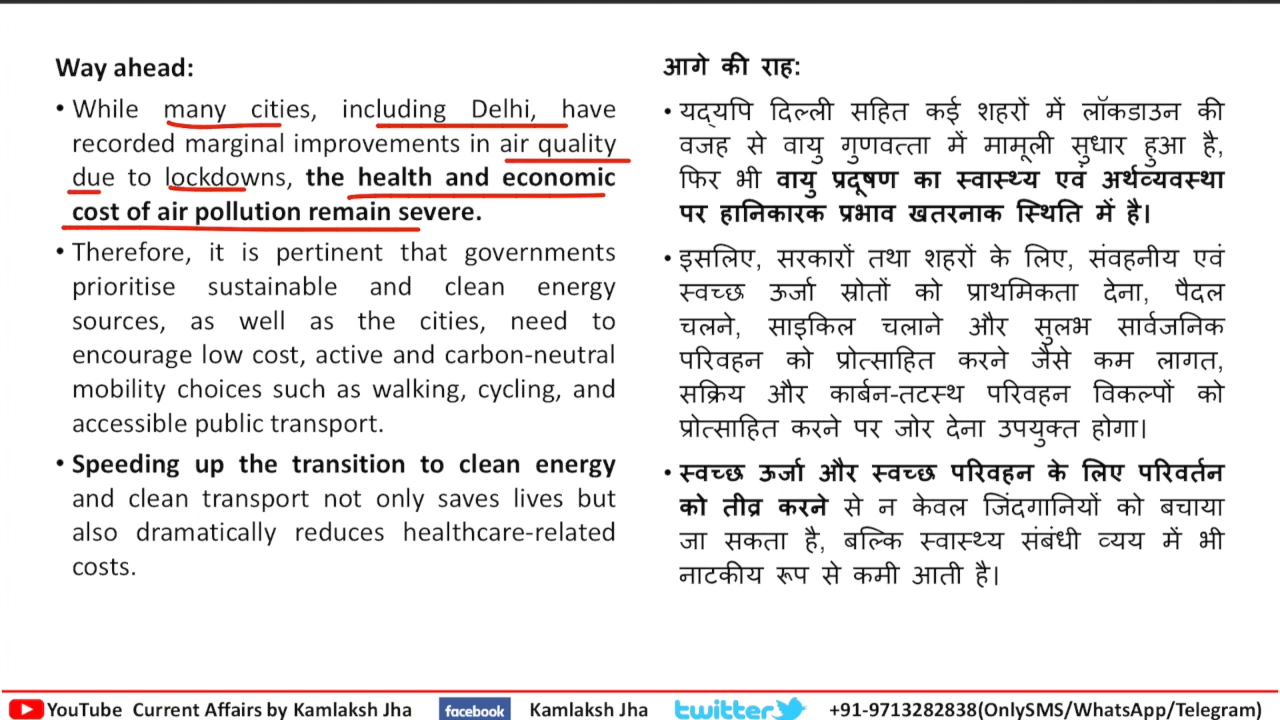 Way ahead:
• While many cities, including Delhi, have
recorded marginal improvements in air quality
due to lockdowns, the health and economic
cost of air pollution remain severe.
• Therefore, it is pertinent that governments
prioritise sustainable and clean energy
sources, as well as the cities, need to
encourage low cost, active and carbon-neutral
mobility choices such as walking, cycling, and
accessible public transport.
• Speeding up the transition to clean energy
and clean transport not only saves lives but
also dramatically reduces healthcare-related
costs.
आगे की राह:
• यद्यपि दिल्ली सहित कई शहरों में लॉकडाउन की
वजह से वायु गुणवत्ता में मामूली सुधार हुआ है,
फिर भी वायु प्रदूषण का स्वास्थ्य एवं अर्थव्यवस्था
पर हानिकारक प्रभाव खतरनाक स्थिति में है।
• इसलिए, सरकारों तथा शहरों के लिए, संवहनीय एवं
स्वच्छ ऊर्जा स्रोतों को प्राथमिकता देना, पैदल
चलने, साइकिल चलाने और सुलभ सार्वजनिक
परिवहन को प्रोत्साहित करने जैसे कम लागत,
सक्रिय और कार्बन-तटस्थ परिवहन विकल्पों को
प्रोत्साहित करने पर जोर देना उपयुक्त होगा।
• स्वच्छ ऊर्जा और स्वच्छ परिवहन के लिए परिवर्तन
को तीव्र करने से न केवल जिंदगानियों को बचाया
जा सकता है, बल्कि स्वास्थ्य संबंधी व्यय में भी
नाटकीय रूप से कमी आती है।
YouTube Current Affairs by Kamlaksh Jha facebook Kamlaksh Jha twitter +91-9713282838(OnlySMS/WhatsApp/Telegram)